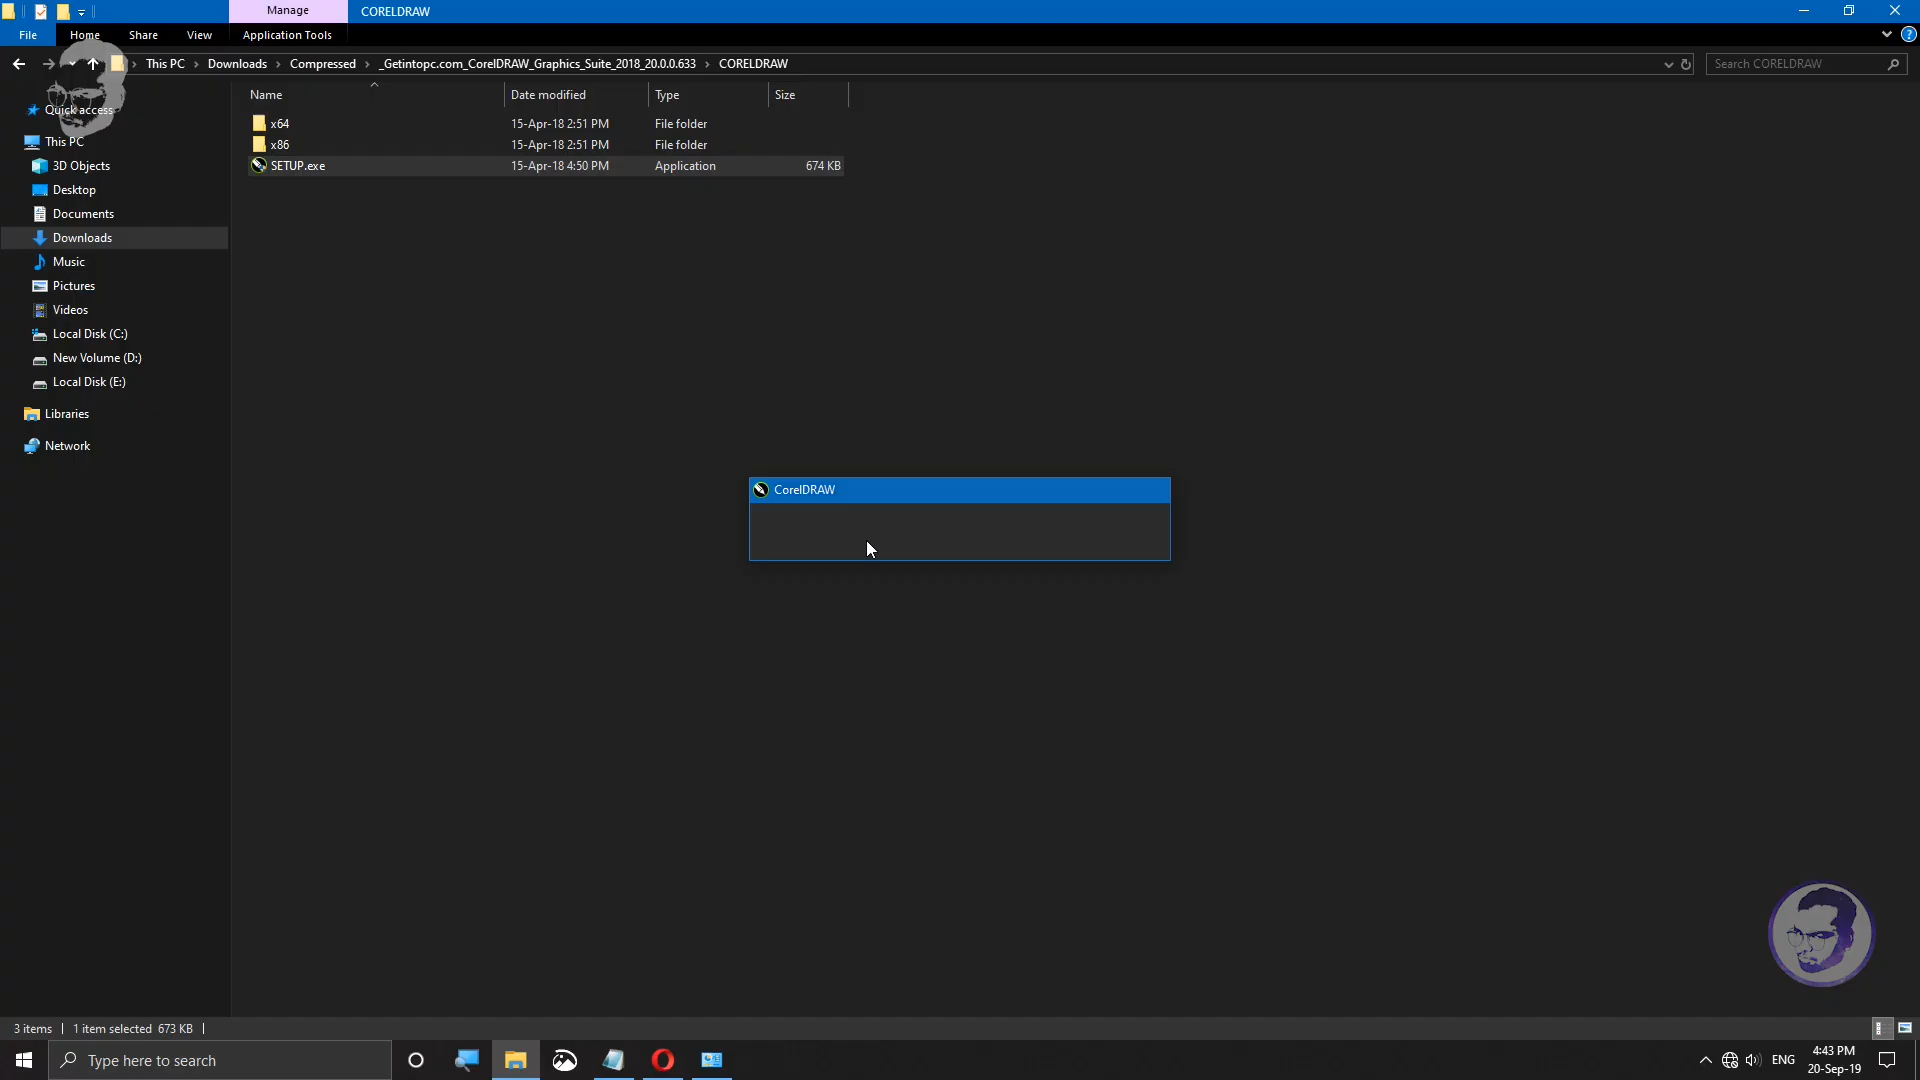 Manage
CORELDRAW
File
Home
Share
View
Application Tools
This PC
Downloads
Compressed
_Getintopc.com_CorelDRAW_Graphics_Suite_2018_20.0.0.633
CORELDRAW
Search CORELDRAW
Name
Date modified
Type
Size
x64
15-Apr-18 2:51 PM
File folder
x86
15-Apr-18 2:51 PM
File folder
SETUP.exe
15-Apr-18 4:50 PM
Application
674 KB
Quick access
This PC
3D Objects
Desktop
Documents
Downloads
Music
Pictures
Videos
Local Disk (C:)
New Volume (D:)
Local Disk (E:)
Libraries
Network
CorelDRAW
3 items
1 item selected 673 KB
Type here to search
ENG
4:43 PM
20-Sep-19